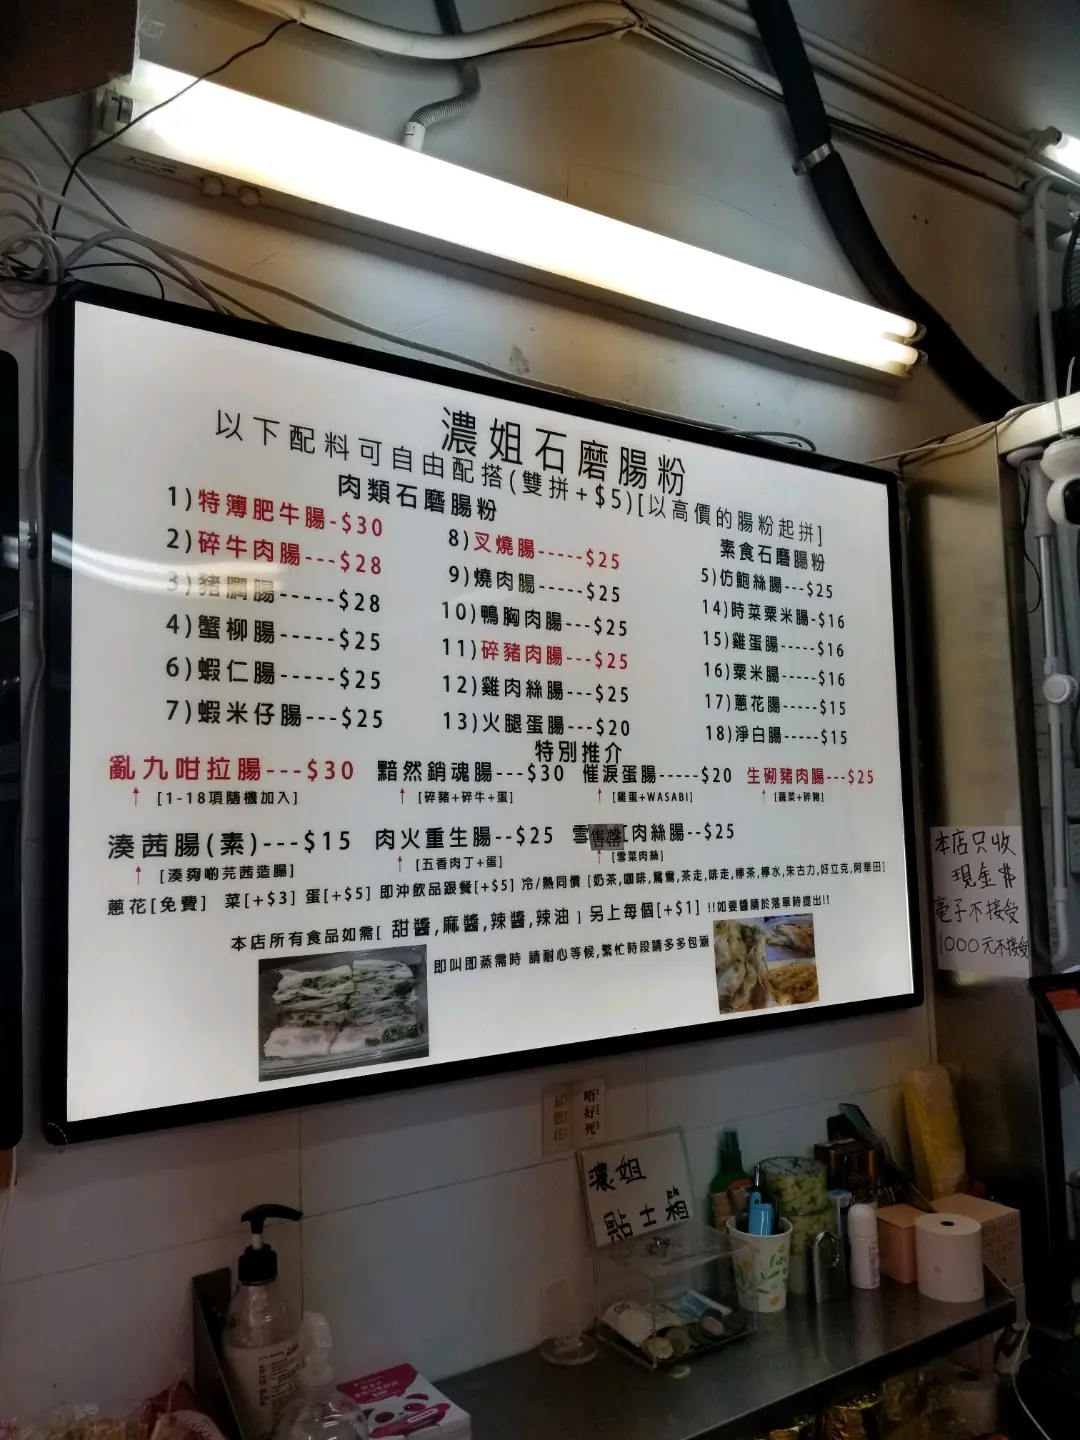 濃姐石磨腸粉
以下配料可自由配搭(雙拼+$5)[以高價的腸粉起拼]
肉類石磨腸粉
1)特簿肥牛腸-$30
2)碎牛肉腸---$28
3)豬膶腸-----$28
4)蟹柳腸-----$25
6)蝦仁腸-----$25
7)蝦米仔腸---$25
8)叉燒腸-----$25
9)燒肉腸-----$25
10)鴨胸肉腸---$25
11)碎豬肉腸---$25
12)雞肉絲腸---$25
13)火腿蛋腸---$20
素食石磨腸粉
5)仿鮑絲腸---$25
14)時菜粟米腸-$16
15)雞蛋腸-----$16
16)粟米腸-----$16
17)蔥花腸-----$15
18)淨白腸-----$15
特別推介
亂九咁拉腸---$30
↑ [1-18項隨機加入]
黯然銷魂腸---$30
↑ [碎豬+碎牛+蛋]
催淚蛋腸-----$20
↑ [雞蛋+WASABI]
生砌豬肉腸---$25
↑ [蔬菜+碎豬]
湊茜腸(素)---$15
↑ [湊夠啲芫茜造腸]
肉火重生腸--$25
↑ [五香肉丁+蛋]
雪售罄肉絲腸--$25
↑ [雪菜肉絲]
蔥花[免費] 菜[+$3] 蛋[+$5] 即沖飲品跟餐[+$5] 冷/熱同價 [奶茶,咖啡,鴛鴦,茶走,啡走,檸茶,檸水,朱古力,好立克,阿華田]
本店所有食品如需[ 甜醬,麻醬,辣醬,辣油 ] 另上每個[+$1] !!如要醬請於落單時提出!!
即叫即蒸需時 請耐心等候,繁忙時段請多多包涵
本店只收
現金
電子不接受
1000元不接受
唔好死
濃姐
貼士箱